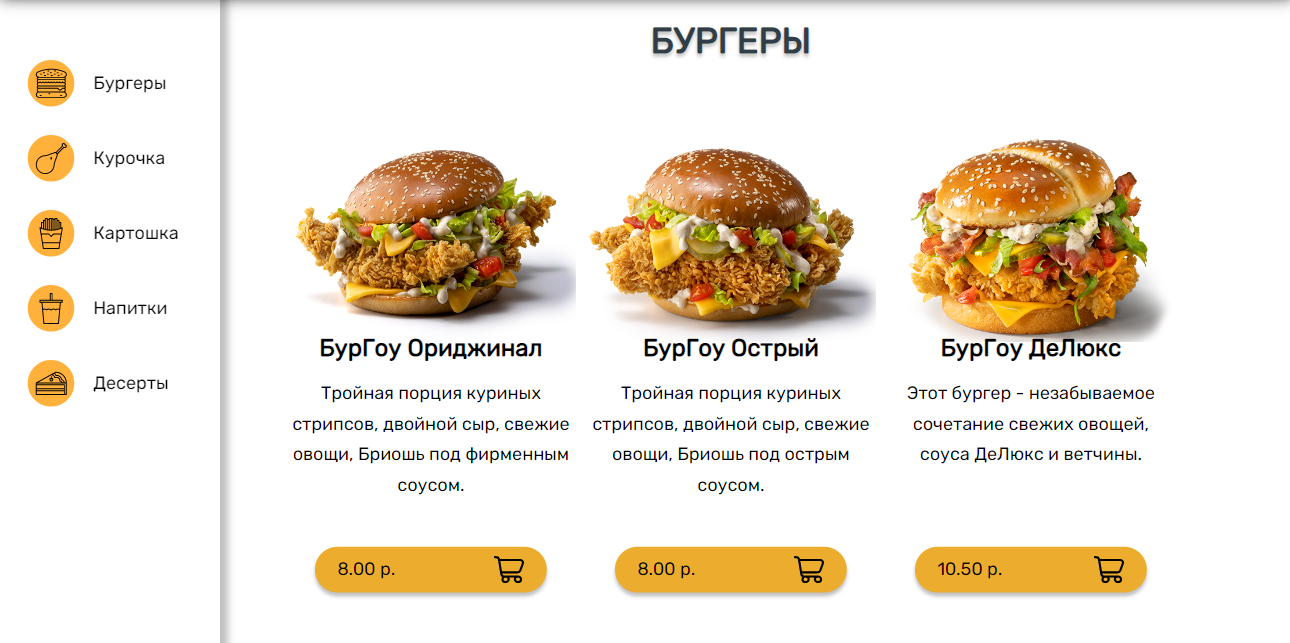 БУРГЕРЫ
Бургеры
Курочка
Картошка
Напитки
Десерты
БурГоу Ориджинал
Тройная порция куриных
стрипсов, двойной сыр, свежие
овощи, Бриошь под фирменным
соусом.
8.00 р.
БурГоу Острый
Тройная порция куриных
стрипсов, двойной сыр, свежие
овощи, Бриошь под острым
соусом.
8.00 р.
БурГоу ДеЛюкс
Этот бургер - незабываемое
сочетание свежих овощей,
соуса ДеЛюкс и ветчины.
10.50 р.